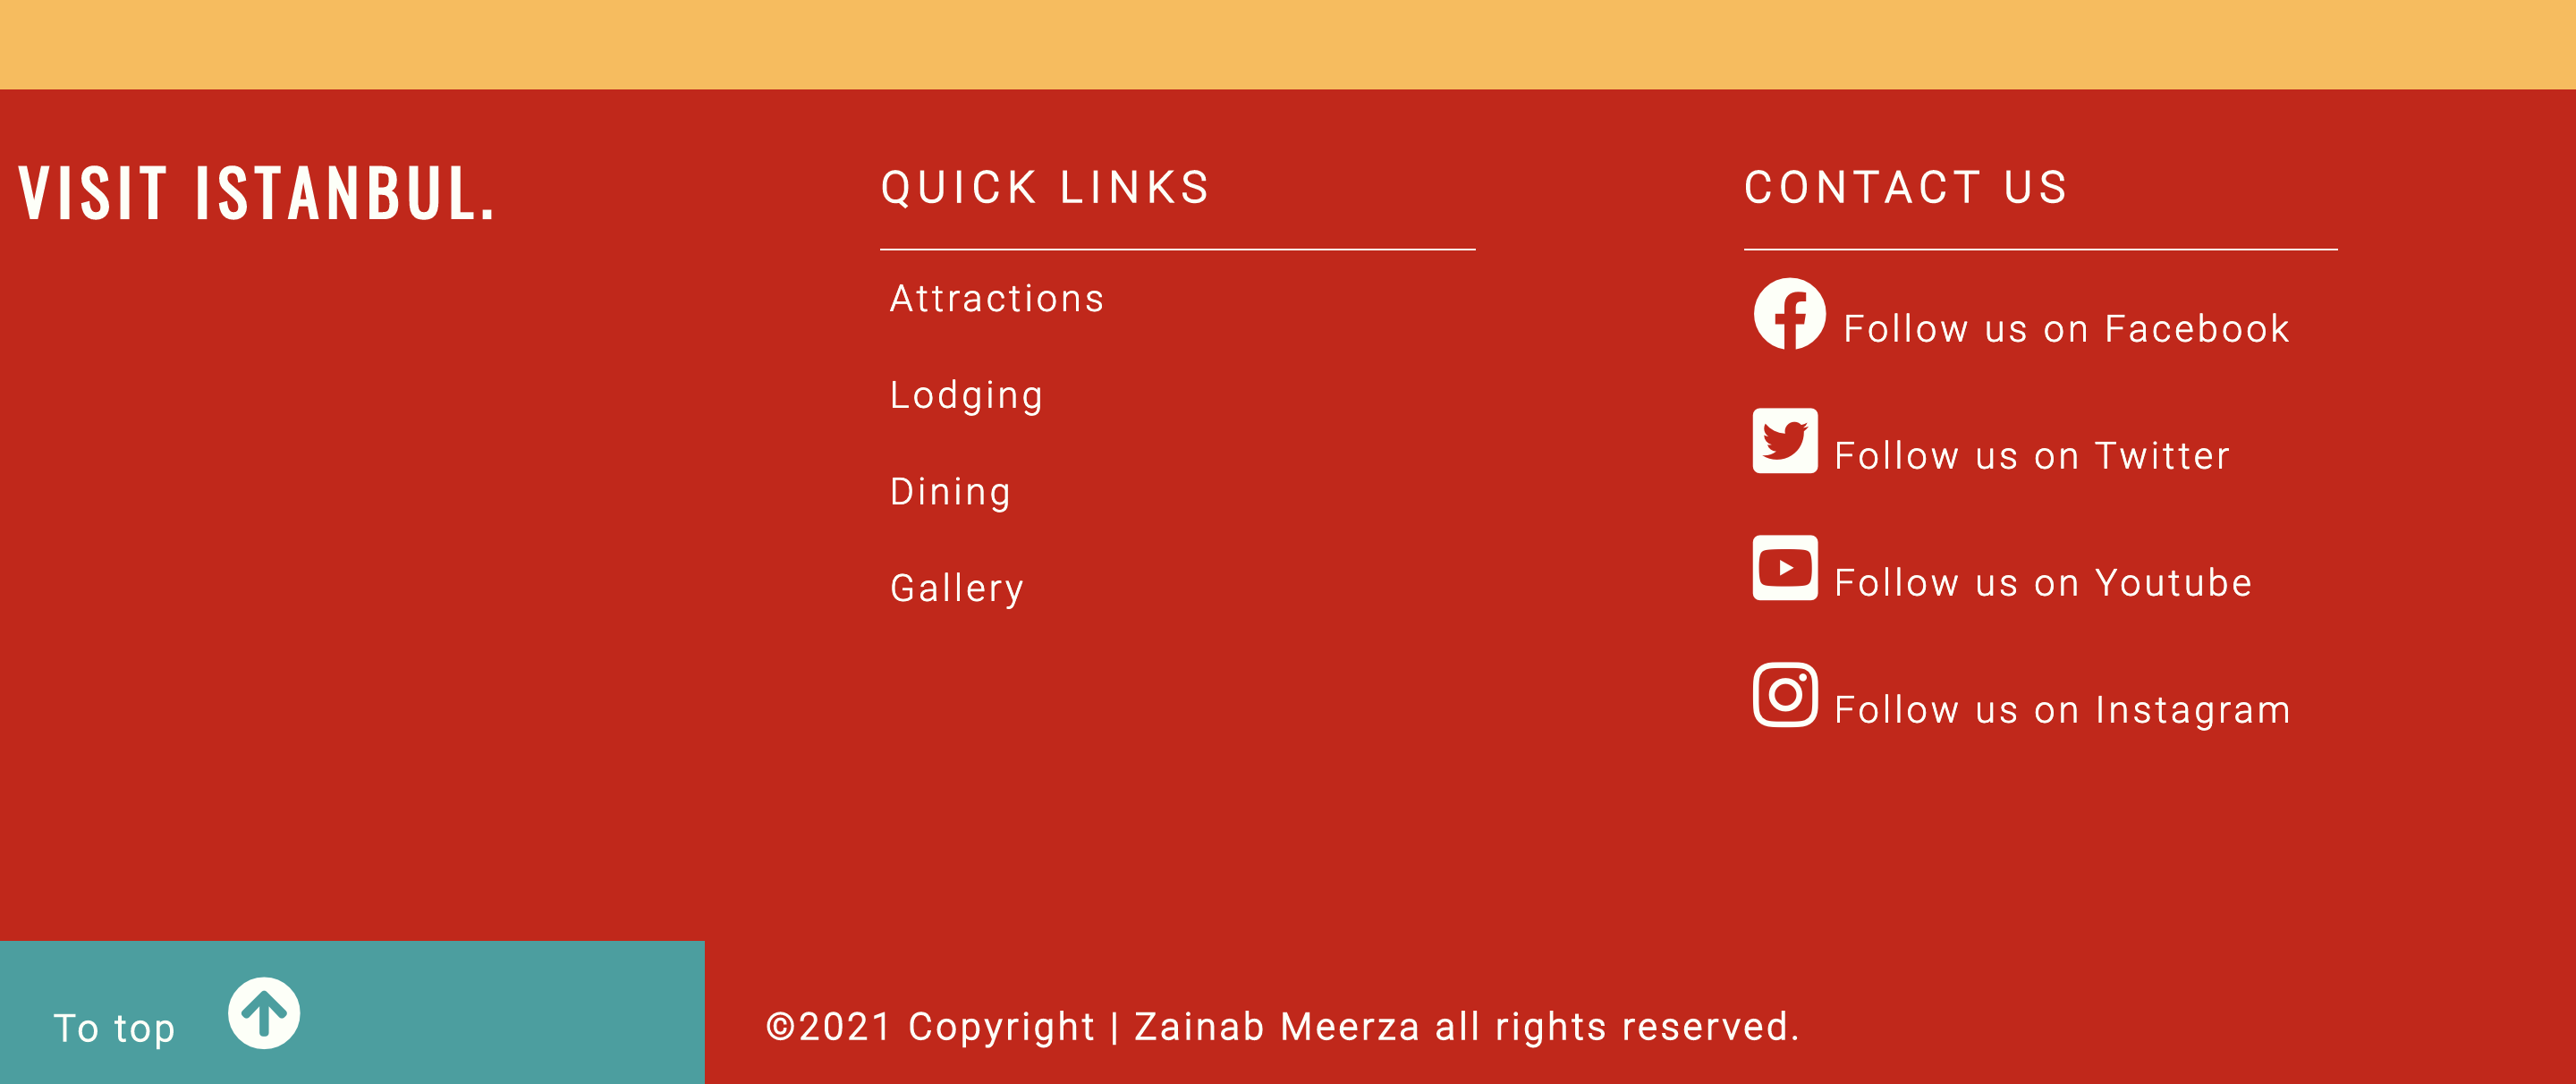 VISIT ISTANBUL.
QUICK LINKS
Attractions
Lodging
Dining
Gallery
CONTACT US
Follow us on Facebook
Follow us on Twitter
Follow us on Youtube
Follow us on Instagram
To top
©2021 Copyright | Zainab Meerza all rights reserved.